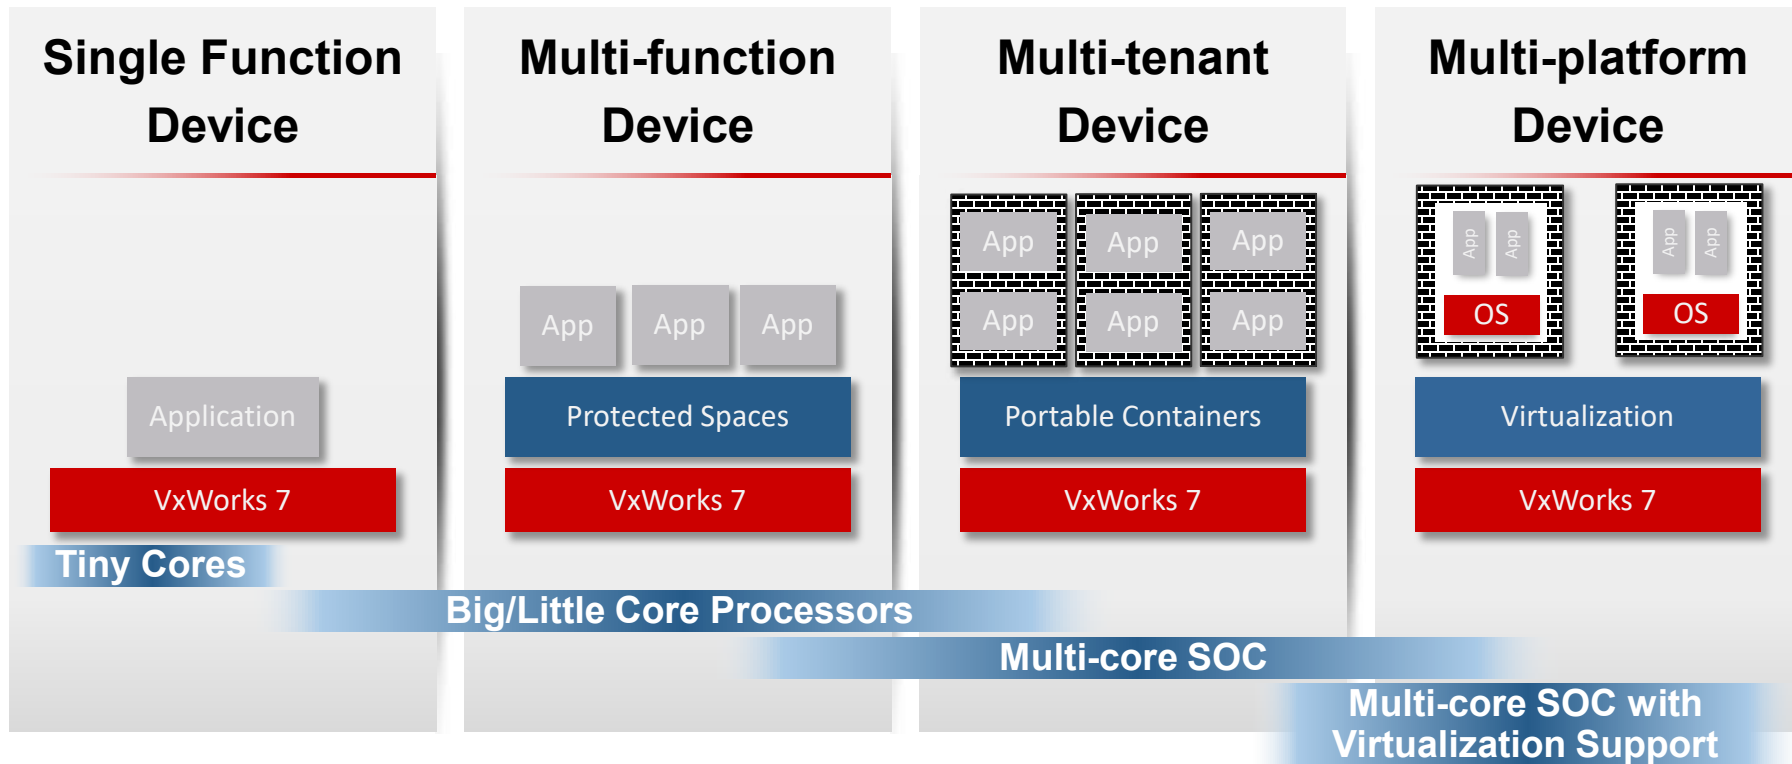 Single Function
Device
Application
VxWorks 7
Multi-function
Device
App App App
Protected Spaces
VxWorks 7
Multi-tenant
Device
App App App
App App App
Portable Containers
VxWorks 7
Multi-platform
Device
App App App App
OS OS
Virtualization
VxWorks 7
Tiny Cores
Big/Little Core Processors
Multi-core SOC
Multi-core SOC with
Virtualization Support